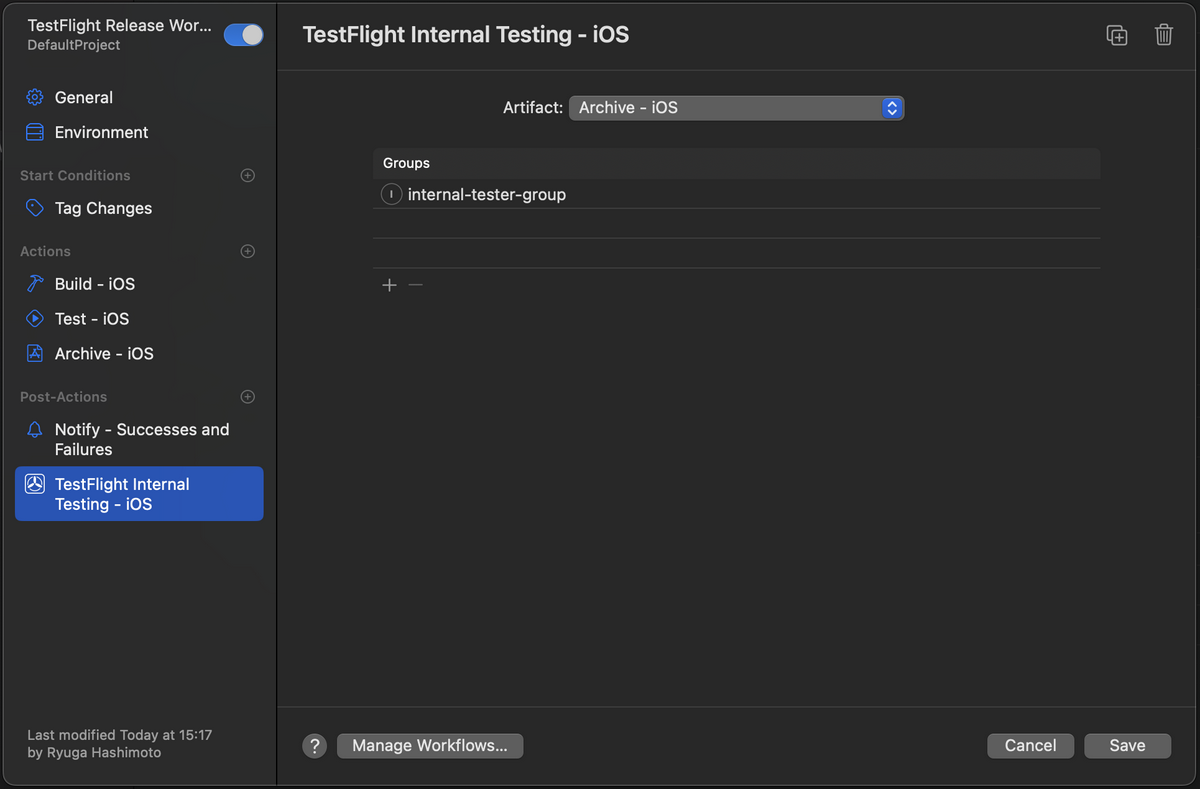 TestFlight Release Wor...
DefaultProject
General
Environment
Start Conditions
Tag Changes
Actions
Build - iOS
Test - iOS
Archive - iOS
Post-Actions
Notify - Successes and
Failures
TestFlight Internal
Testing - iOS
Last modified Today at 15:17
by Ryuga Hashimoto
TestFlight Internal Testing - iOS
Artifact: Archive - iOS
Groups
I internal-tester-group
? Manage Workflows... Cancel Save